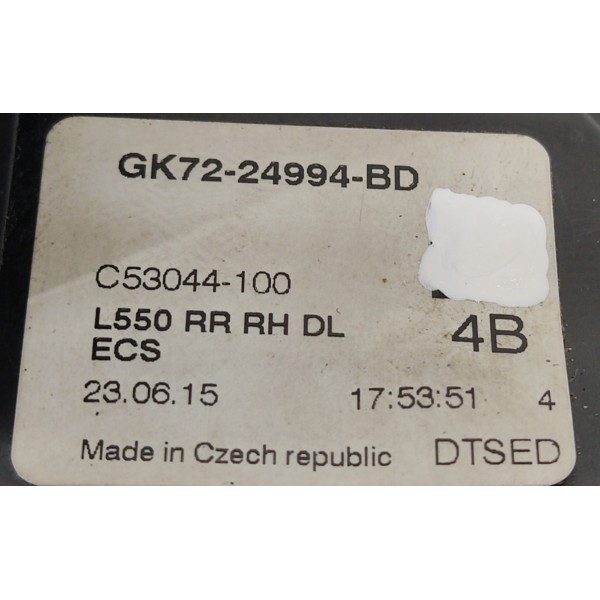 GK72-24994-BD
C53044-100
L550 RR RH DL 4B
ECS
23.06.15 17:53:51 4
Made in Czech republic DTSED